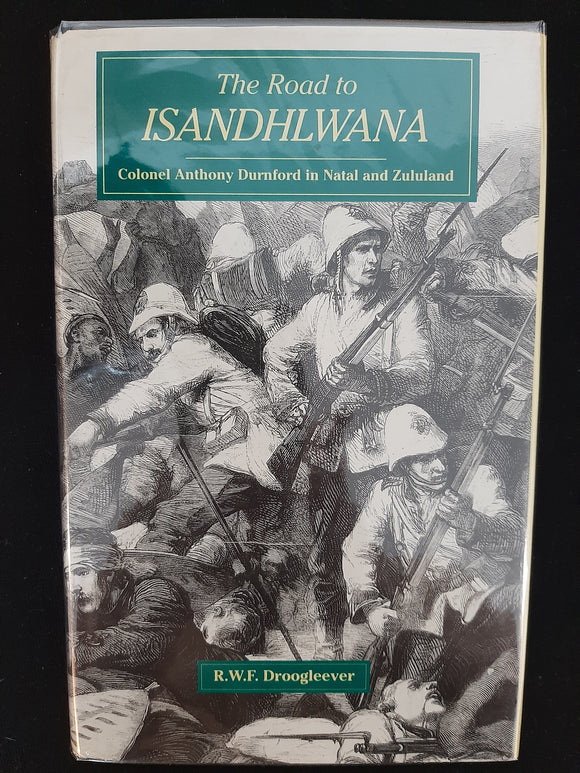 The Road to
ISANDHLWANA
Colonel Anthony Durnford in Natal and Zululand
R.W.F. Droogleever